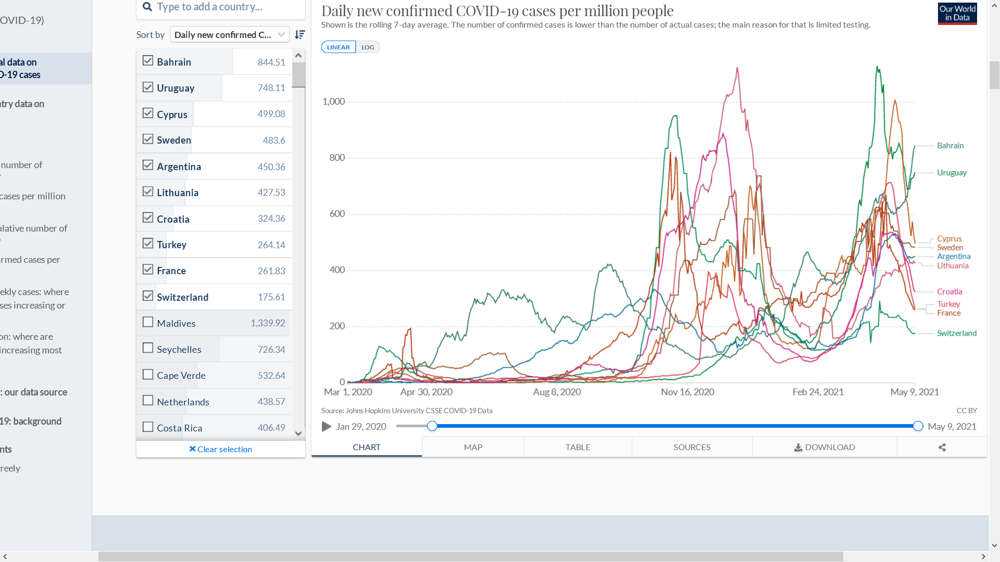 OVID-19)
al data on
O-19 cases
ntry data on
number of
?
cases per million
ulative number of
?
irmed cases per
ekly cases: where
ses increasing or
on: where are
increasing most
: our data source
19: background
nts
reely
Type to add a country...
Sort by
Daily new confirmed C...
Bahrain 844.51
Uruguay 748.11
Cyprus 499.08
Sweden 483.6
Argentina 450.36
Lithuania 427.53
Croatia 324.36
Turkey 264.14
France 261.83
Switzerland 175.61
Maldives 1,339.92
Seychelles 726.34
Cape Verde 532.64
Netherlands 438.57
Costa Rica 406.49
Clear selection
Daily new confirmed COVID-19 cases per million people
Shown is the rolling 7-day average. The number of confirmed cases is lower than the number of actual cases; the main reason for that is limited testing.
Our World
in Data
LINEAR LOG
1,000
800
600
400
200
0
Mar 1, 2020 Apr 30, 2020 Aug 8, 2020 Nov 16, 2020 Feb 24, 2021 May 9, 2021
Bahrain
Uruguay
Cyprus
Sweden
Argentina
Lithuania
Croatia
Turkey
France
Switzerland
Source: Johns Hopkins University CSSE COVID-19 Data
CC BY
Jan 29, 2020 May 9, 2021
CHART MAP TABLE SOURCES DOWNLOAD